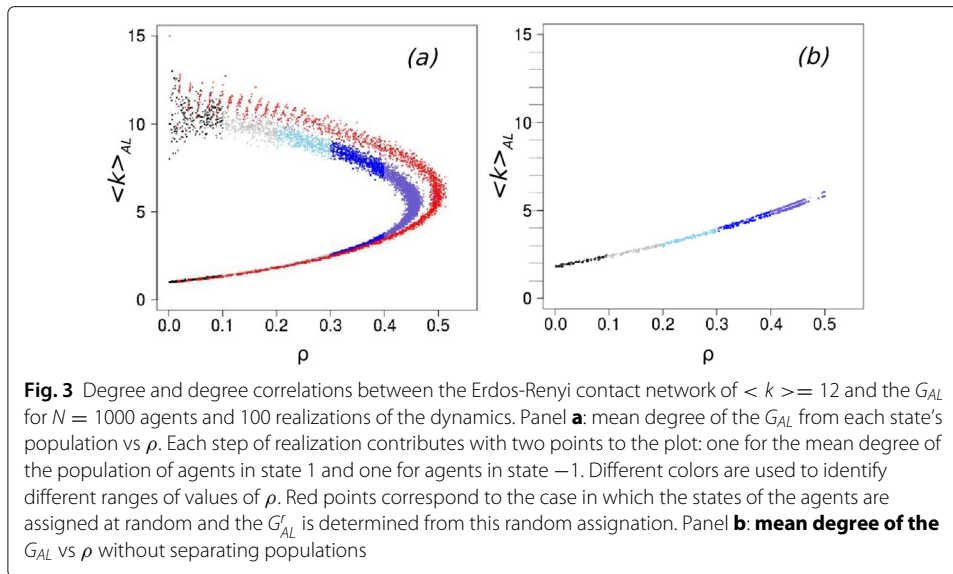 15
10
5
0
<k>AL
(a)
0.0 0.1 0.2 0.3 0.4 0.5
ρ
15
10
5
0
<k>AL
(b)
0.0 0.1 0.2 0.3 0.4 0.5
ρ
Fig. 3 Degree and degree correlations between the Erdos-Renyi contact network of < k >= 12 and the GAL
for N = 1000 agents and 100 realizations of the dynamics. Panel a: mean degree of the GAL from each state's
population vs ρ. Each step of realization contributes with two points to the plot: one for the mean degree of
the population of agents in state 1 and one for agents in state −1. Different colors are used to identify
different ranges of values of ρ. Red points correspond to the case in which the states of the agents are
assigned at random and the GʳAL is determined from this random assignation. Panel b: mean degree of the
GAL vs ρ without separating populations